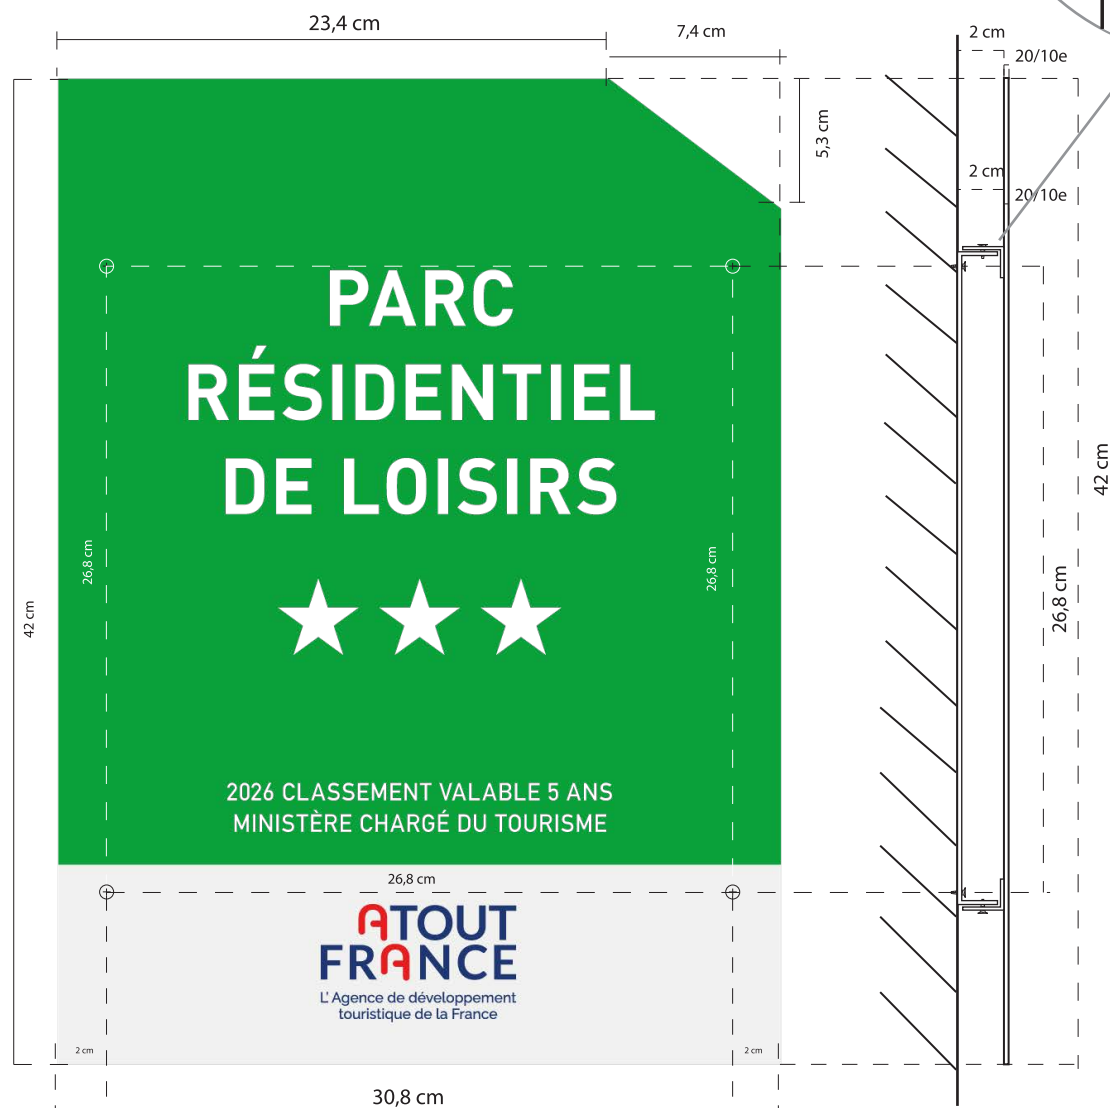 23,4 cm
7,4 cm
2 cm
20/10e
5,3 cm
2 cm
20/10e
PARC
RÉSIDENTIEL
DE LOISIRS
26,8 cm
26,8 cm
42 cm
42 cm
26,8 cm
2026 CLASSEMENT VALABLE 5 ANS
MINISTÈRE CHARGÉ DU TOURISME
26,8 cm
ATOUT
FRANCE
L'Agence de développement
touristique de la France
2 cm
2 cm
30,8 cm